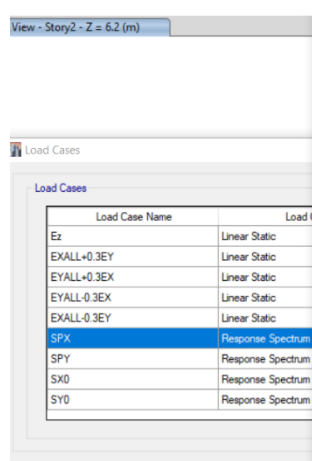 View - Story2 - Z = 6.2 (m)
Load Cases
Load Cases
Load Case Name Load
Ez Linear Static
EXALL+0.3EY Linear Static
EYALL+0.3EX Linear Static
EYALL-0.3EX Linear Static
EXALL-0.3EY Linear Static
SPX Response Spectrum
SPY Response Spectrum
SX0 Response Spectrum
SY0 Response Spectrum